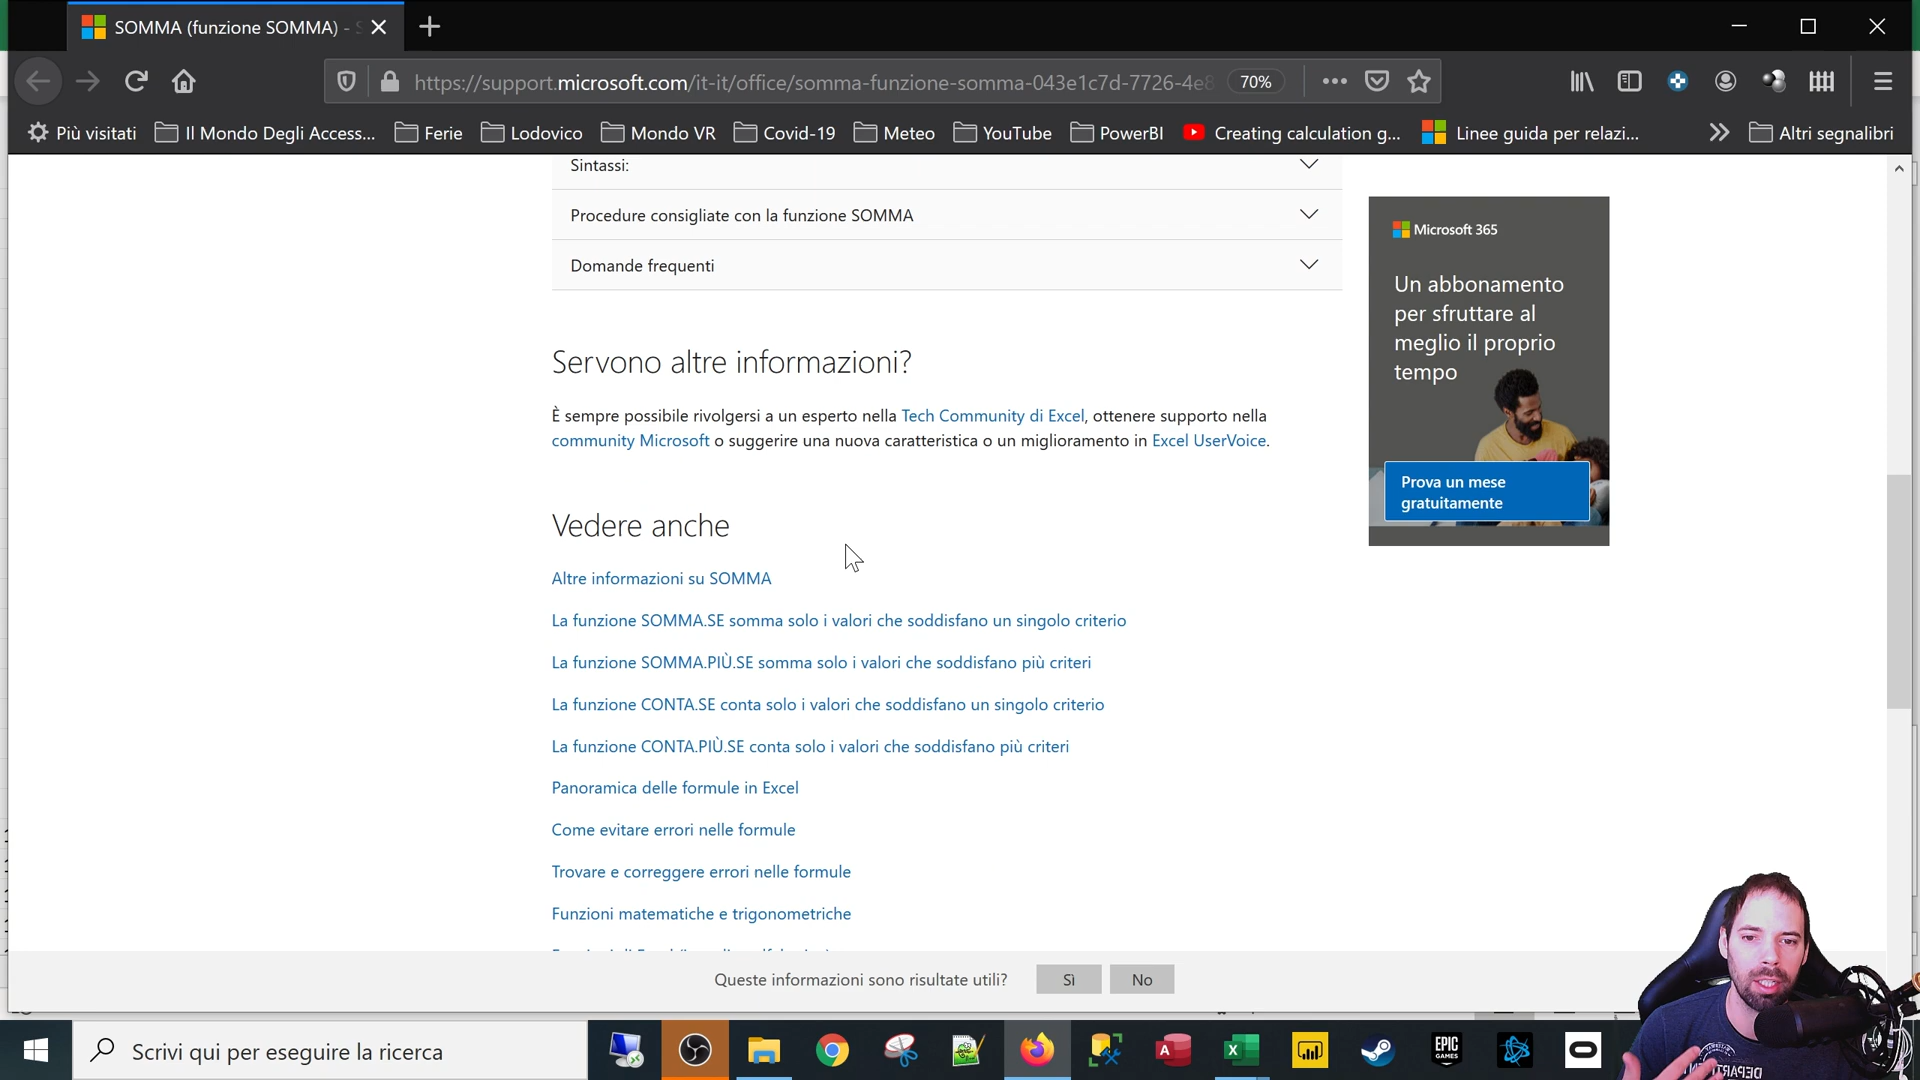 SOMMA (funzione SOMMA) -
https://support.microsoft.com/it-it/office/somma-funzione-somma-043e1c7d-7726-4e8
70%
Più visitati
Il Mondo Degli Access...
Ferie
Lodovico
Mondo VR
Covid-19
Meteo
YouTube
PowerBI
Creating calculation g...
Linee guida per relazi...
Altri segnalibri
Sintassi:
Procedure consigliate con la funzione SOMMA
Domande frequenti
Microsoft 365
Un abbonamento
per sfruttare al
meglio il proprio
tempo
Prova un mese
gratuitamente
Servono altre informazioni?
È sempre possibile rivolgersi a un esperto nella Tech Community di Excel, ottenere supporto nella
community Microsoft o suggerire una nuova caratteristica o un miglioramento in Excel UserVoice.
Vedere anche
Altre informazioni su SOMMA
La funzione SOMMA.SE somma solo i valori che soddisfano un singolo criterio
La funzione SOMMA.PIÙ.SE somma solo i valori che soddisfano più criteri
La funzione CONTA.SE conta solo i valori che soddisfano un singolo criterio
La funzione CONTA.PIÙ.SE conta solo i valori che soddisfano più criteri
Panoramica delle formule in Excel
Come evitare errori nelle formule
Trovare e correggere errori nelle formule
Funzioni matematiche e trigonometriche
Queste informazioni sono risultate utili?
Sì
No
Scrivi qui per eseguire la ricerca
EPIC
GAMES